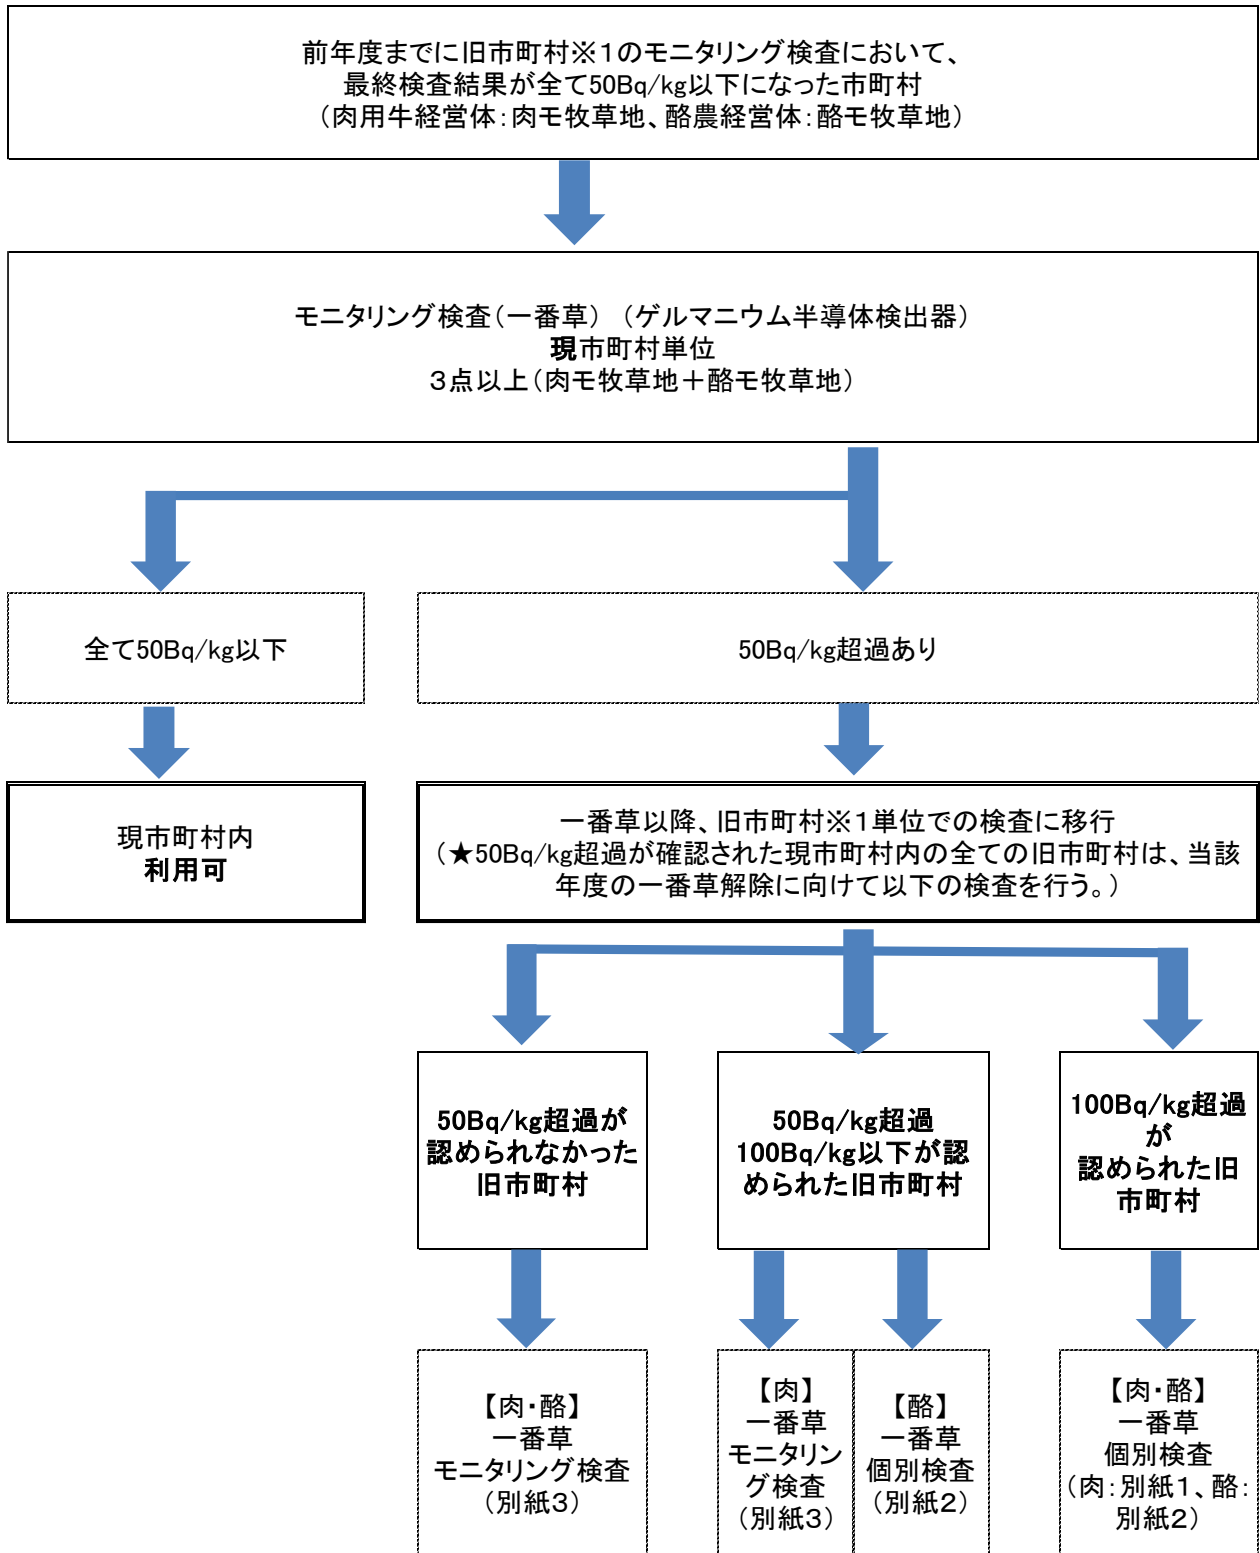 前年度までに旧市町村※１のモニタリング検査において、
最終検査結果が全て50Bq/kg以下になった市町村
（肉用牛経営体：肉モ牧草地、酪農経営体：酪モ牧草地）
モニタリング検査（一番草）（ゲルマニウム半導体検出器）
現市町村単位
３点以上（肉モ牧草地＋酪モ牧草地）
全て50Bq/kg以下
50Bq/kg超過あり
現市町村内
利用可
一番草以降、旧市町村※１単位での検査に移行
（★50Bq/kg超過が確認された現市町村内の全ての旧市町村は、当該
年度の一番草解除に向けて以下の検査を行う。）
50Bq/kg超過が
認められなかった
旧市町村
50Bq/kg超過
100Bq/kg以下が認
められた旧市町村
100Bq/kg超過
が
認められた旧
市町村
【肉・酪】
一番草
モニタリング検査
（別紙３）
【肉】
一番草
モニタリン
グ検査
（別紙３）
【酪】
一番草
個別検査
（別紙２）
【肉・酪】
一番草
個別検査
（肉：別紙１、酪：
別紙２）